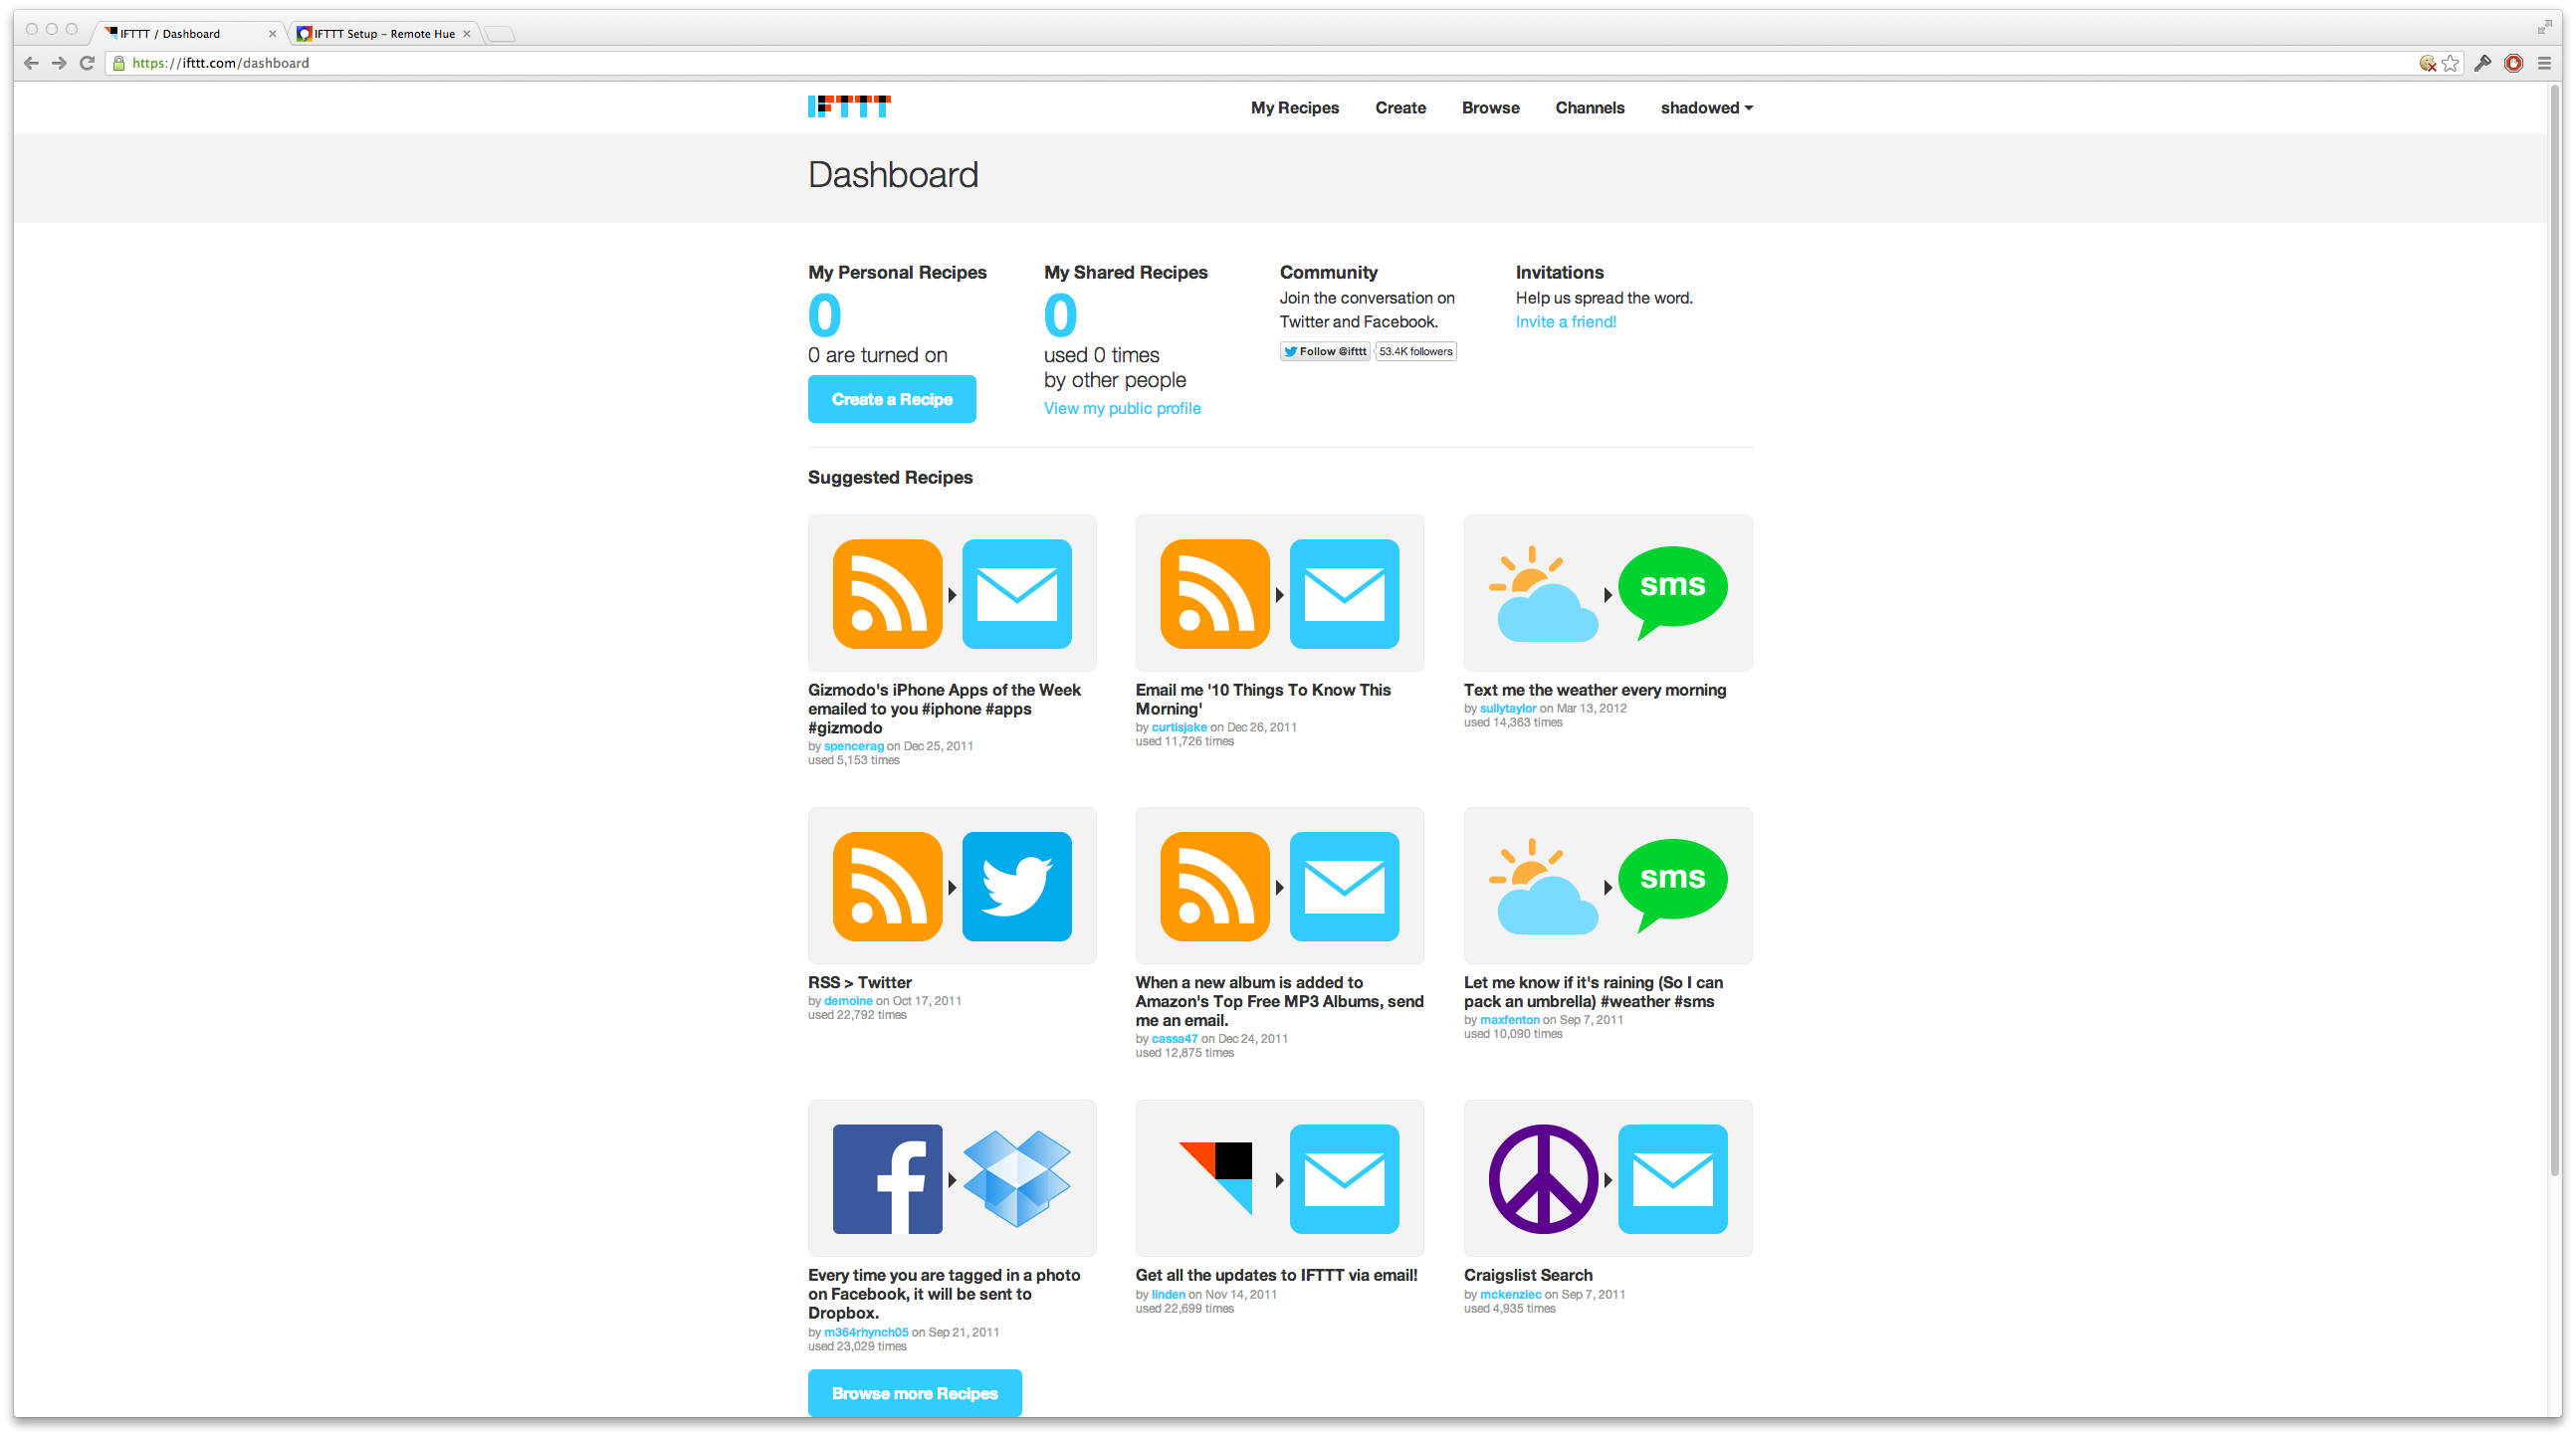 IFTTT / Dashboard
IFTTT Setup – Remote Hue
https://ifttt.com/dashboard
IFTTT
My Recipes
Create
Browse
Channels
shadowed
Dashboard
My Personal Recipes
0
0 are turned on
Create a Recipe
My Shared Recipes
0
used 0 times
by other people
View my public profile
Community
Join the conversation on
Twitter and Facebook.
Follow @ifttt
53.4K followers
Invitations
Help us spread the word.
Invite a friend!
Suggested Recipes
Gizmodo's iPhone Apps of the Week
emailed to you #iphone #apps
#gizmodo
by spencerag on Dec 25, 2011
used 5,153 times
Email me '10 Things To Know This
Morning'
by curtisjake on Dec 26, 2011
used 11,726 times
sms
Text me the weather every morning
by sullytaylor on Mar 13, 2012
used 14,363 times
RSS > Twitter
by demoine on Oct 17, 2011
used 22,792 times
When a new album is added to
Amazon's Top Free MP3 Albums, send
me an email.
by cassa47 on Dec 24, 2011
used 12,875 times
sms
Let me know if it's raining (So I can
pack an umbrella) #weather #sms
by maxfenton on Sep 7, 2011
used 10,090 times
f
Every time you are tagged in a photo
on Facebook, it will be sent to
Dropbox.
by m364rhynch05 on Sep 21, 2011
used 23,029 times
Get all the updates to IFTTT via email!
by linden on Nov 14, 2011
used 22,699 times
Craigslist Search
by mckenziec on Sep 7, 2011
used 4,935 times
Browse more Recipes